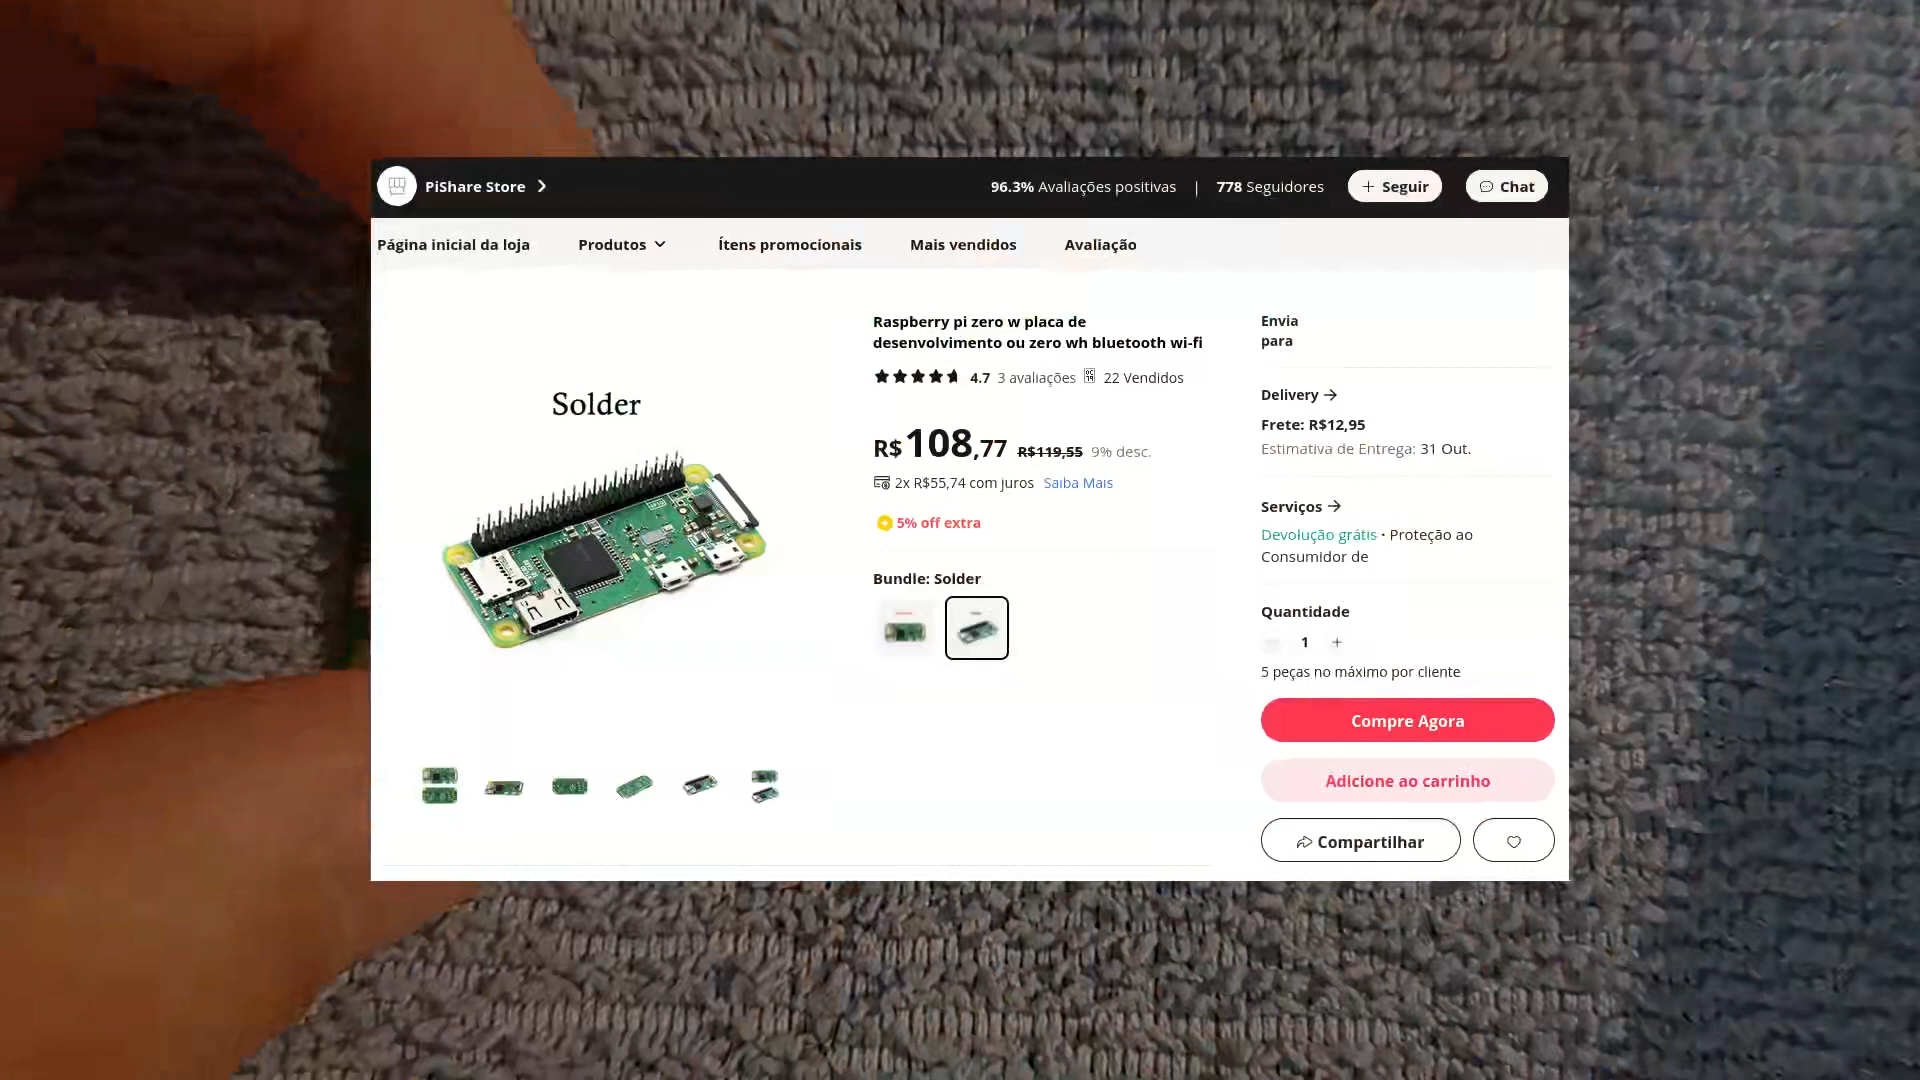 PiShare Store
96.3% Avaliações positivas | 778 Seguidores
+ Seguir
Chat
Página inicial da loja
Produtos
Ítens promocionais
Mais vendidos
Avaliação
Solder
Raspberry pi zero w placa de
desenvolvimento ou zero wh bluetooth wi-fi
4.7 3 avaliações 22 Vendidos
R$108,77 R$119,55 9% desc.
2x R$55,74 com juros Saiba Mais
5% off extra
Bundle: Solder
Envia
para
Delivery →
Frete: R$12,95
Estimativa de Entrega: 31 Out.
Serviços →
Devolução grátis · Proteção ao
Consumidor de
Quantidade
1 +
5 peças no máximo por cliente
Compre Agora
Adicione ao carrinho
Compartilhar